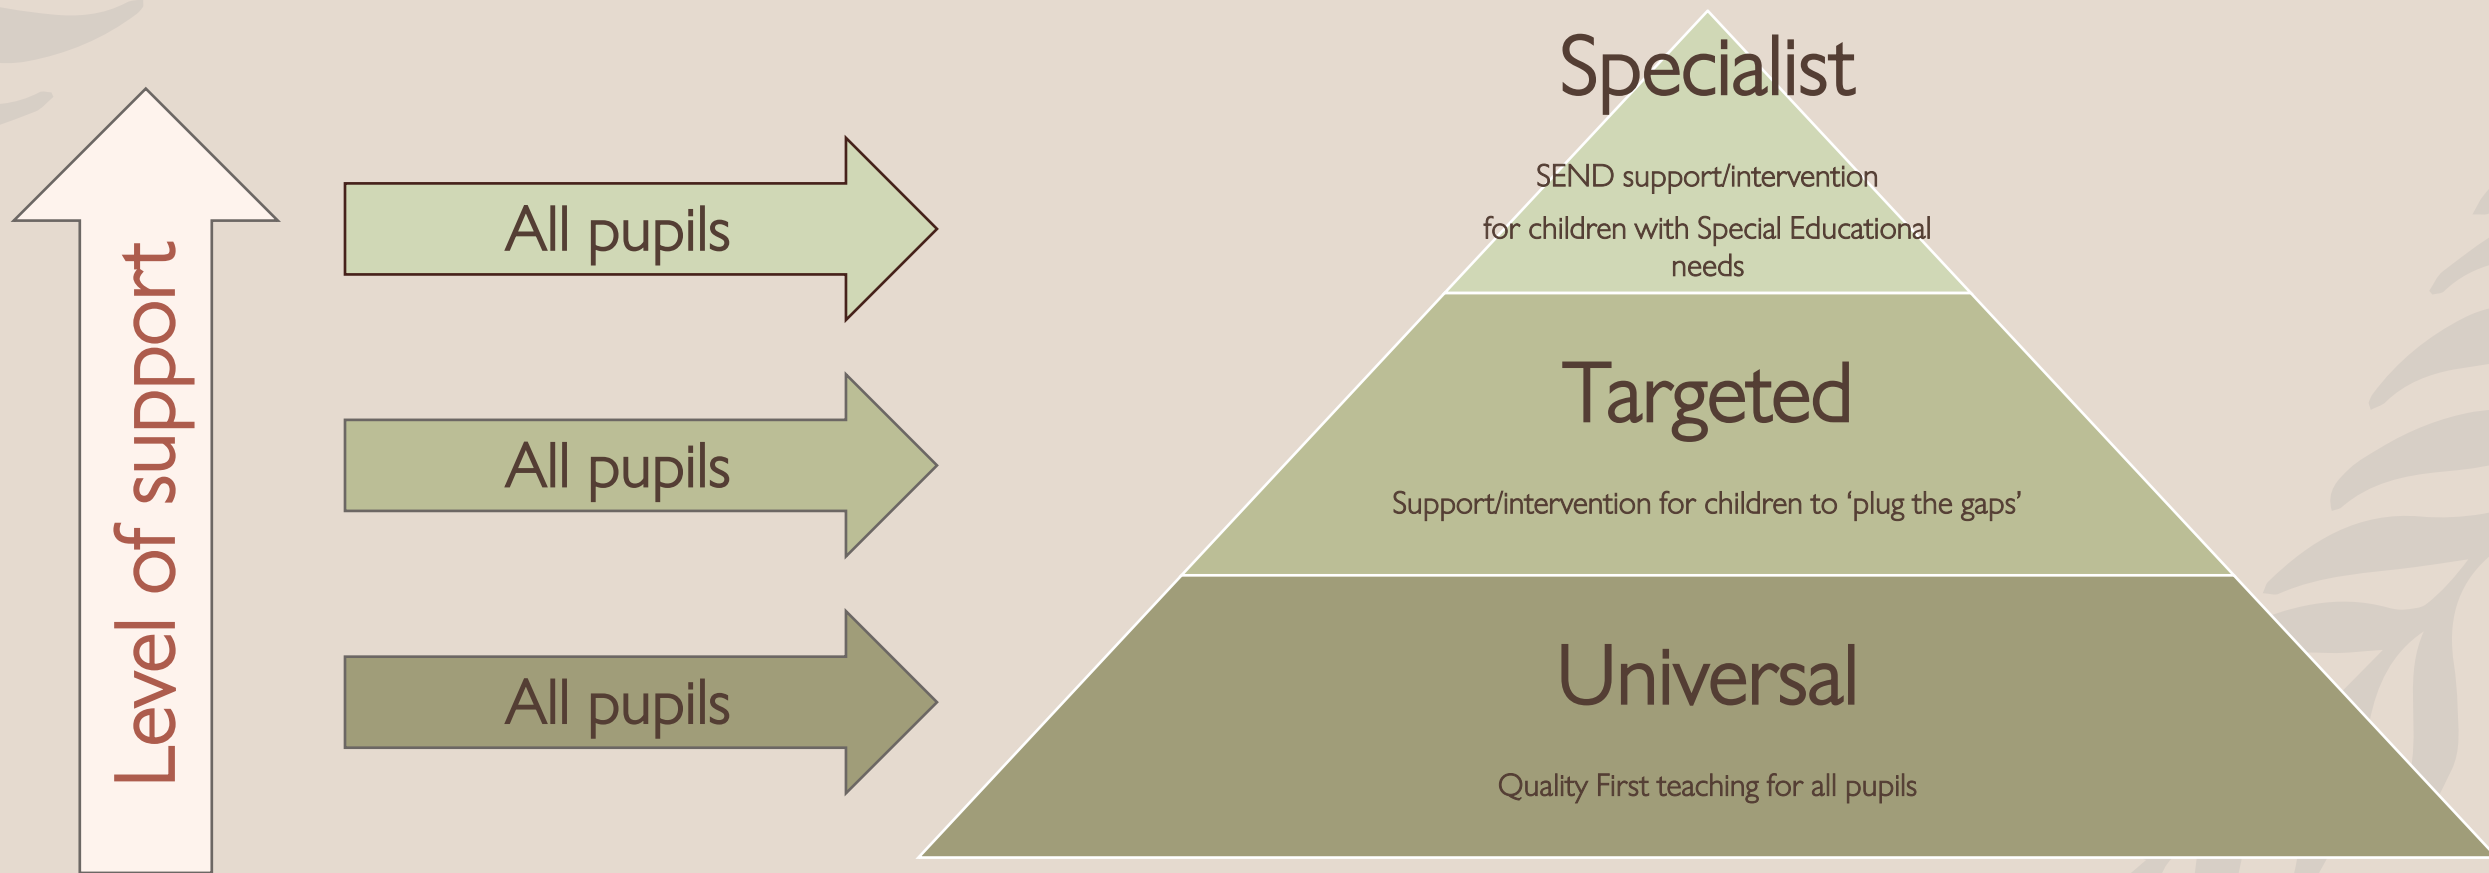 Level of support
All pupils
All pupils
All pupils
Specialist
SEND support/intervention
for children with Special Educational
needs
Targeted
Support/intervention for children to ‘plug the gaps’
Universal
Quality First teaching for all pupils